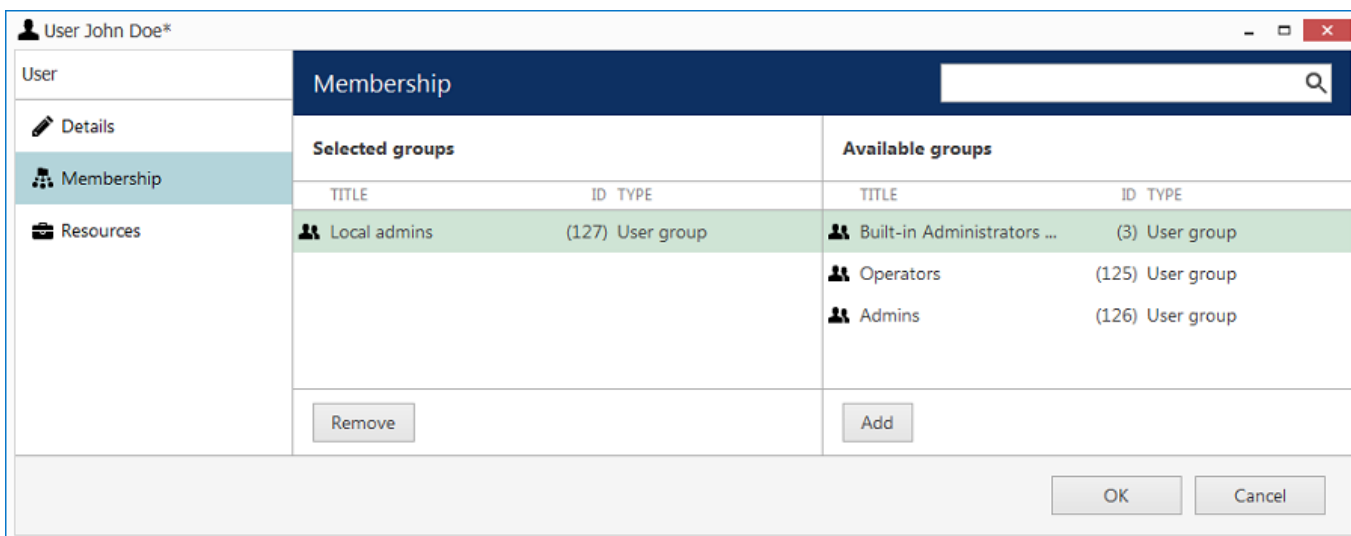 User John Doe*
User
Membership
Details
Membership
Resources
Selected groups
Available groups
TITLE ID TYPE
TITLE ID TYPE
Local admins (127) User group
Built-in Administrators ... (3) User group
Operators (125) User group
Admins (126) User group
Remove
Add
OK
Cancel